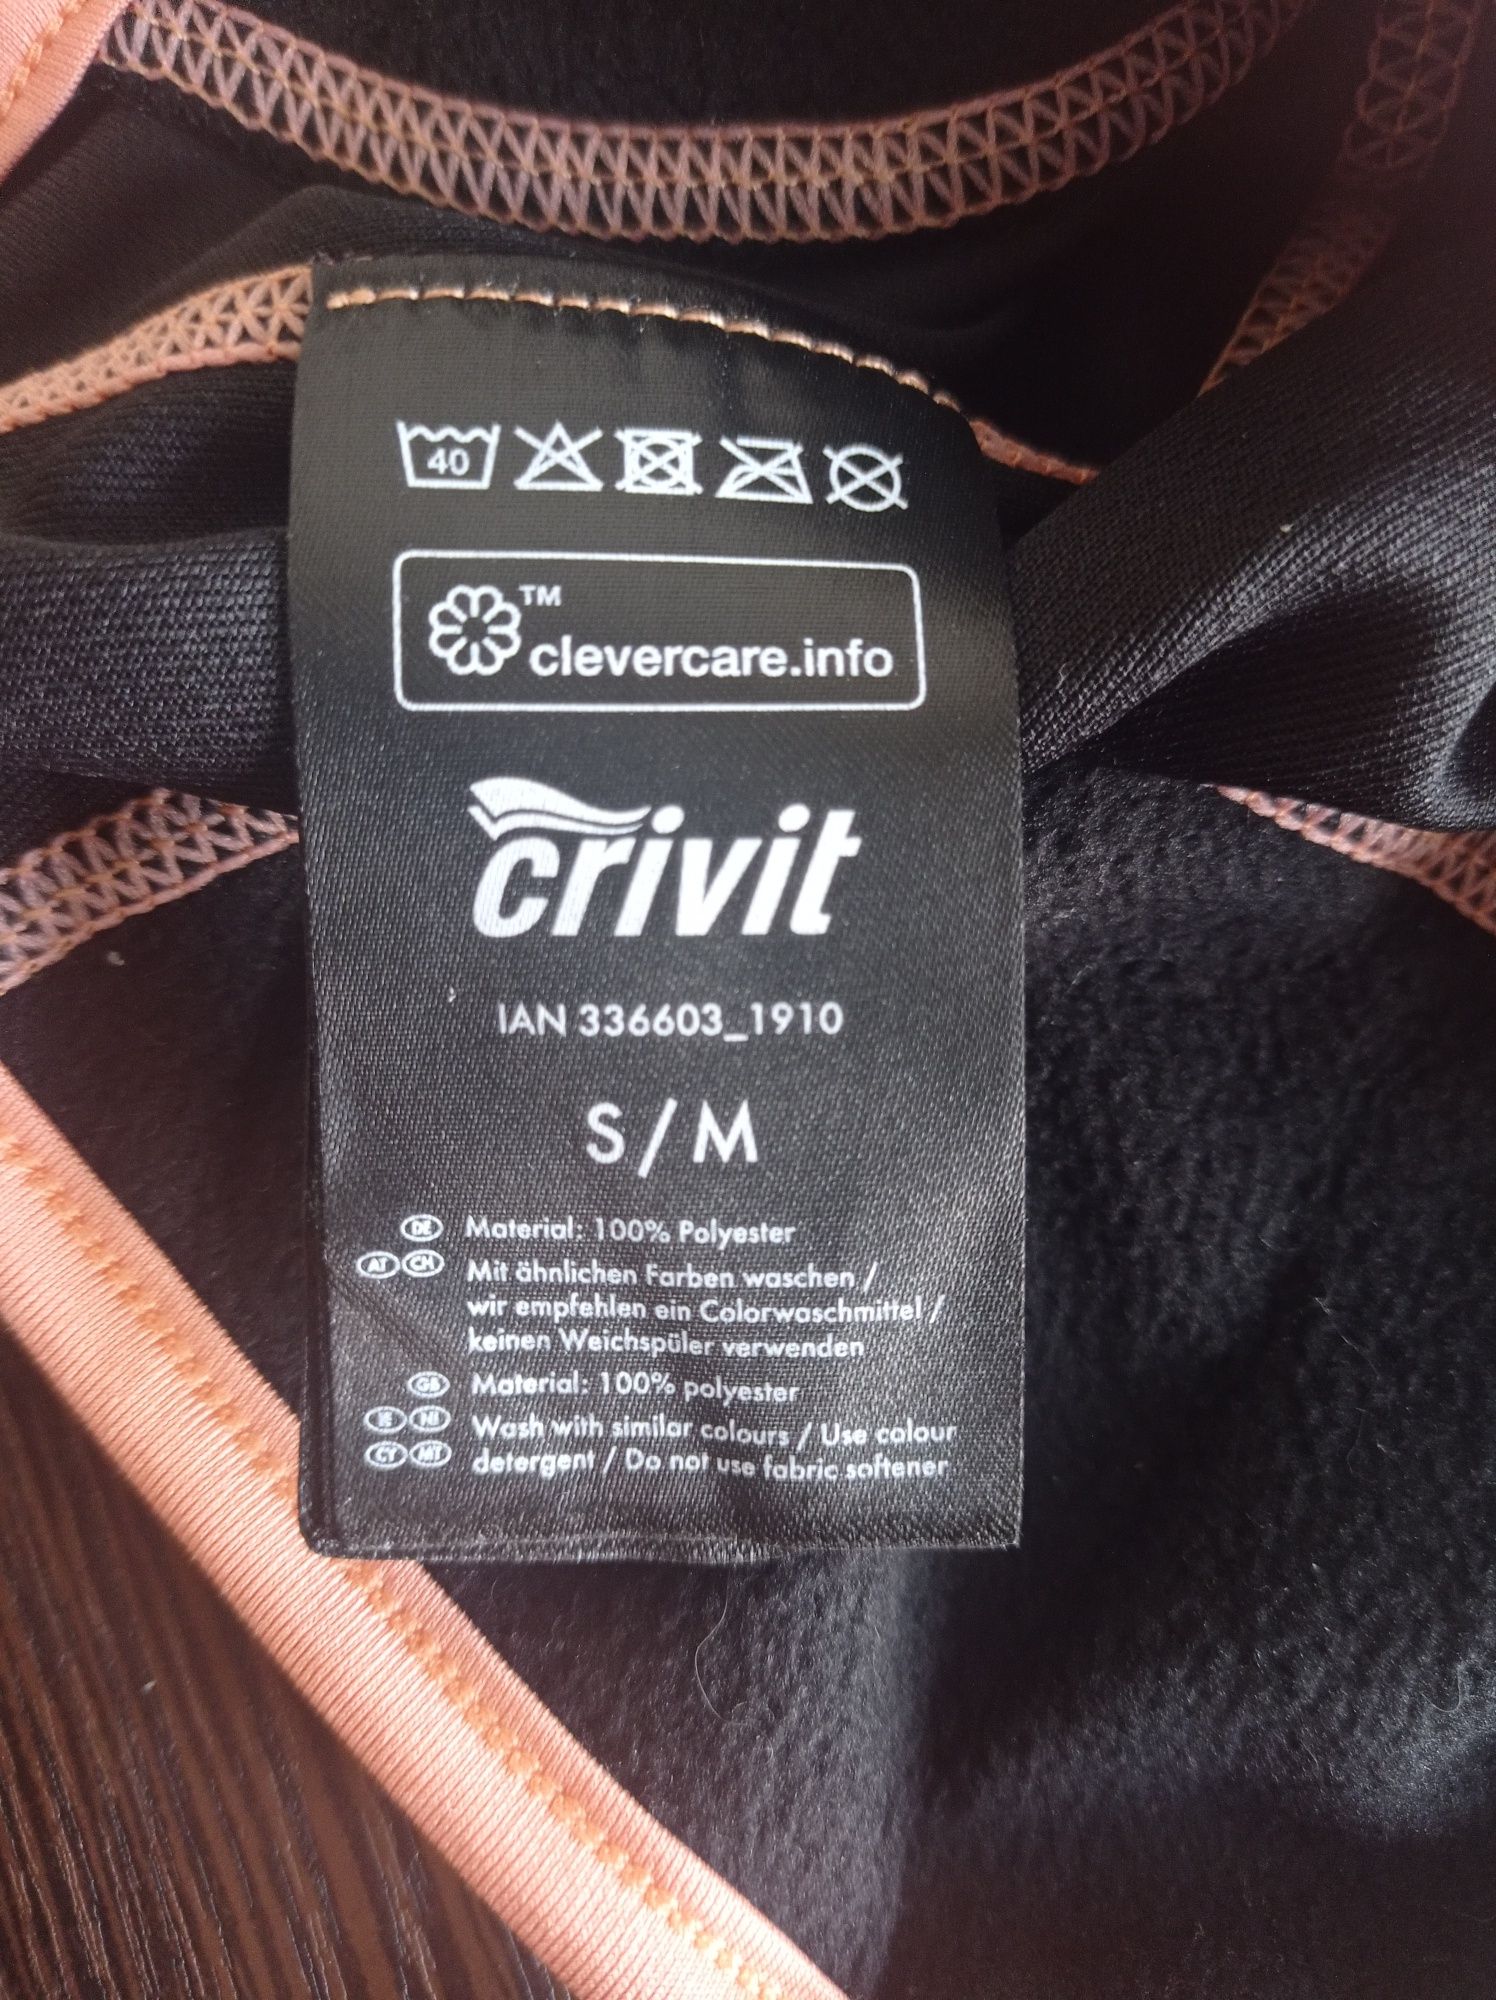 40
TM
clevercare.info
crivit
IAN 336603_1910
S/M
DE Material: 100% Polyester
AT CH Mit ähnlichen Farben waschen /
wir empfehlen ein Colorwaschmittel /
keinen Weichspüler verwenden
GB Material: 100% polyester
IE NI Wash with similar colours / Use colour
CY MT detergent / Do not use fabric softener